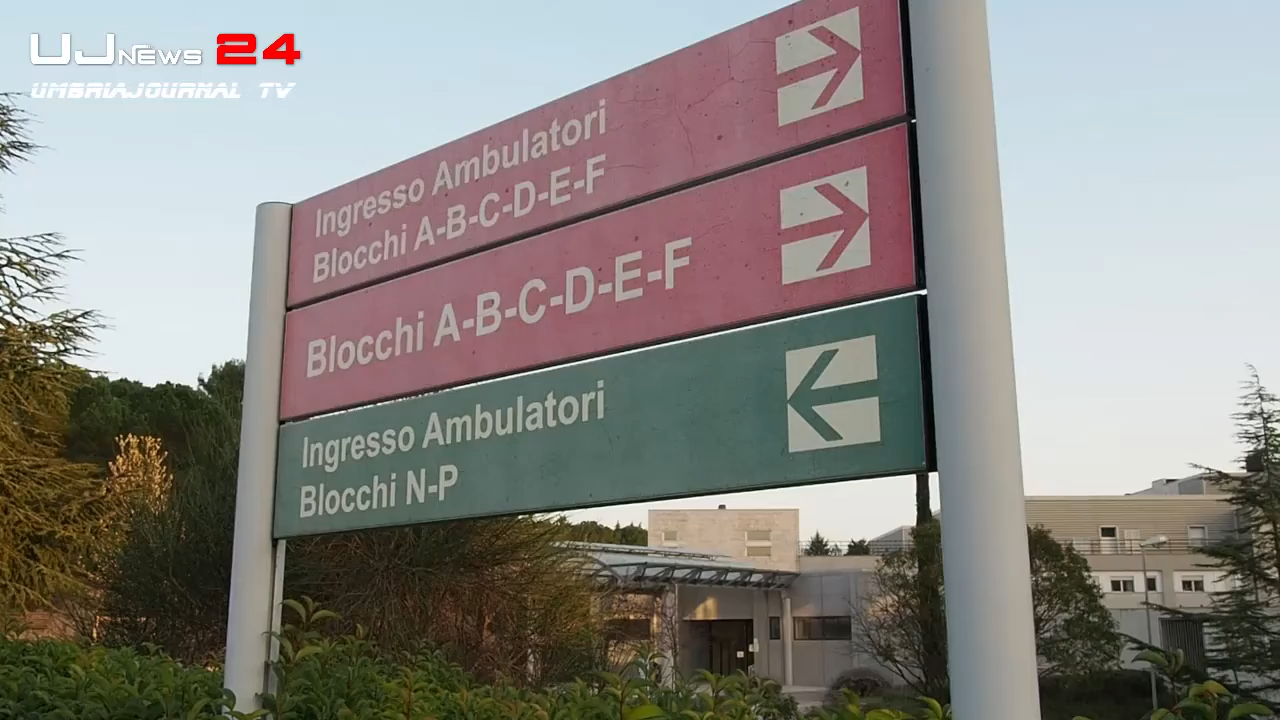 UJNews 24
UMBRIAJOURNAL TV
Ingresso Ambulatori
Blocchi A-B-C-D-E-F
Blocchi A-B-C-D-E-F
Ingresso Ambulatori
Blocchi N-P